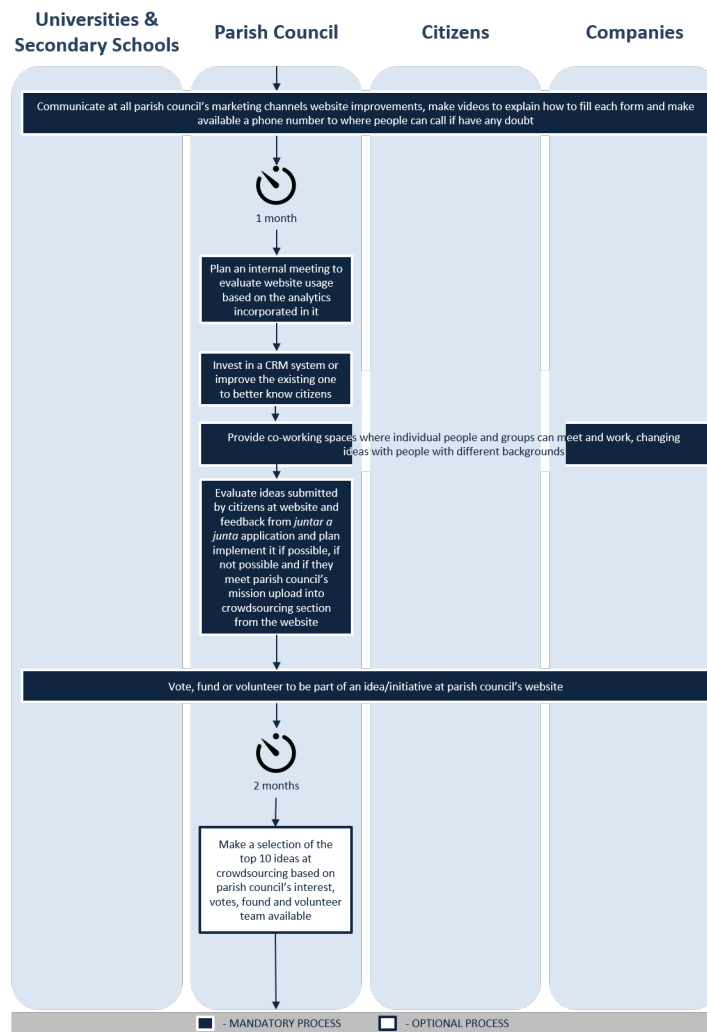 Universities &
Secondary Schools
Parish Council
Citizens
Companies
Communicate at all parish council's marketing channels website improvements, make videos to explain how to fill each form and make
available a phone number to where people can call if have any doubt
1 month
Plan an internal meeting to
evaluate website usage
based on the analytics
incorporated in it
Invest in a CRM system or
improve the existing one
to better know citizens
Provide co-working spaces where individual people and groups can meet and work, changing
ideas with people with different backgrounds
Evaluate ideas submitted
by citizens at website and
feedback from juntar a
junta application and plan
implement it if possible, if
not possible and if they
meet parish council's
mission upload into
crowdsourcing section
from the website
Vote, fund or volunteer to be part of an idea/initiative at parish council's website
2 months
Make a selection of the
top 10 ideas at
crowdsourcing based on
parish council's interest,
votes, found and volunteer
team available
- MANDATORY PROCESS
- OPTIONAL PROCESS